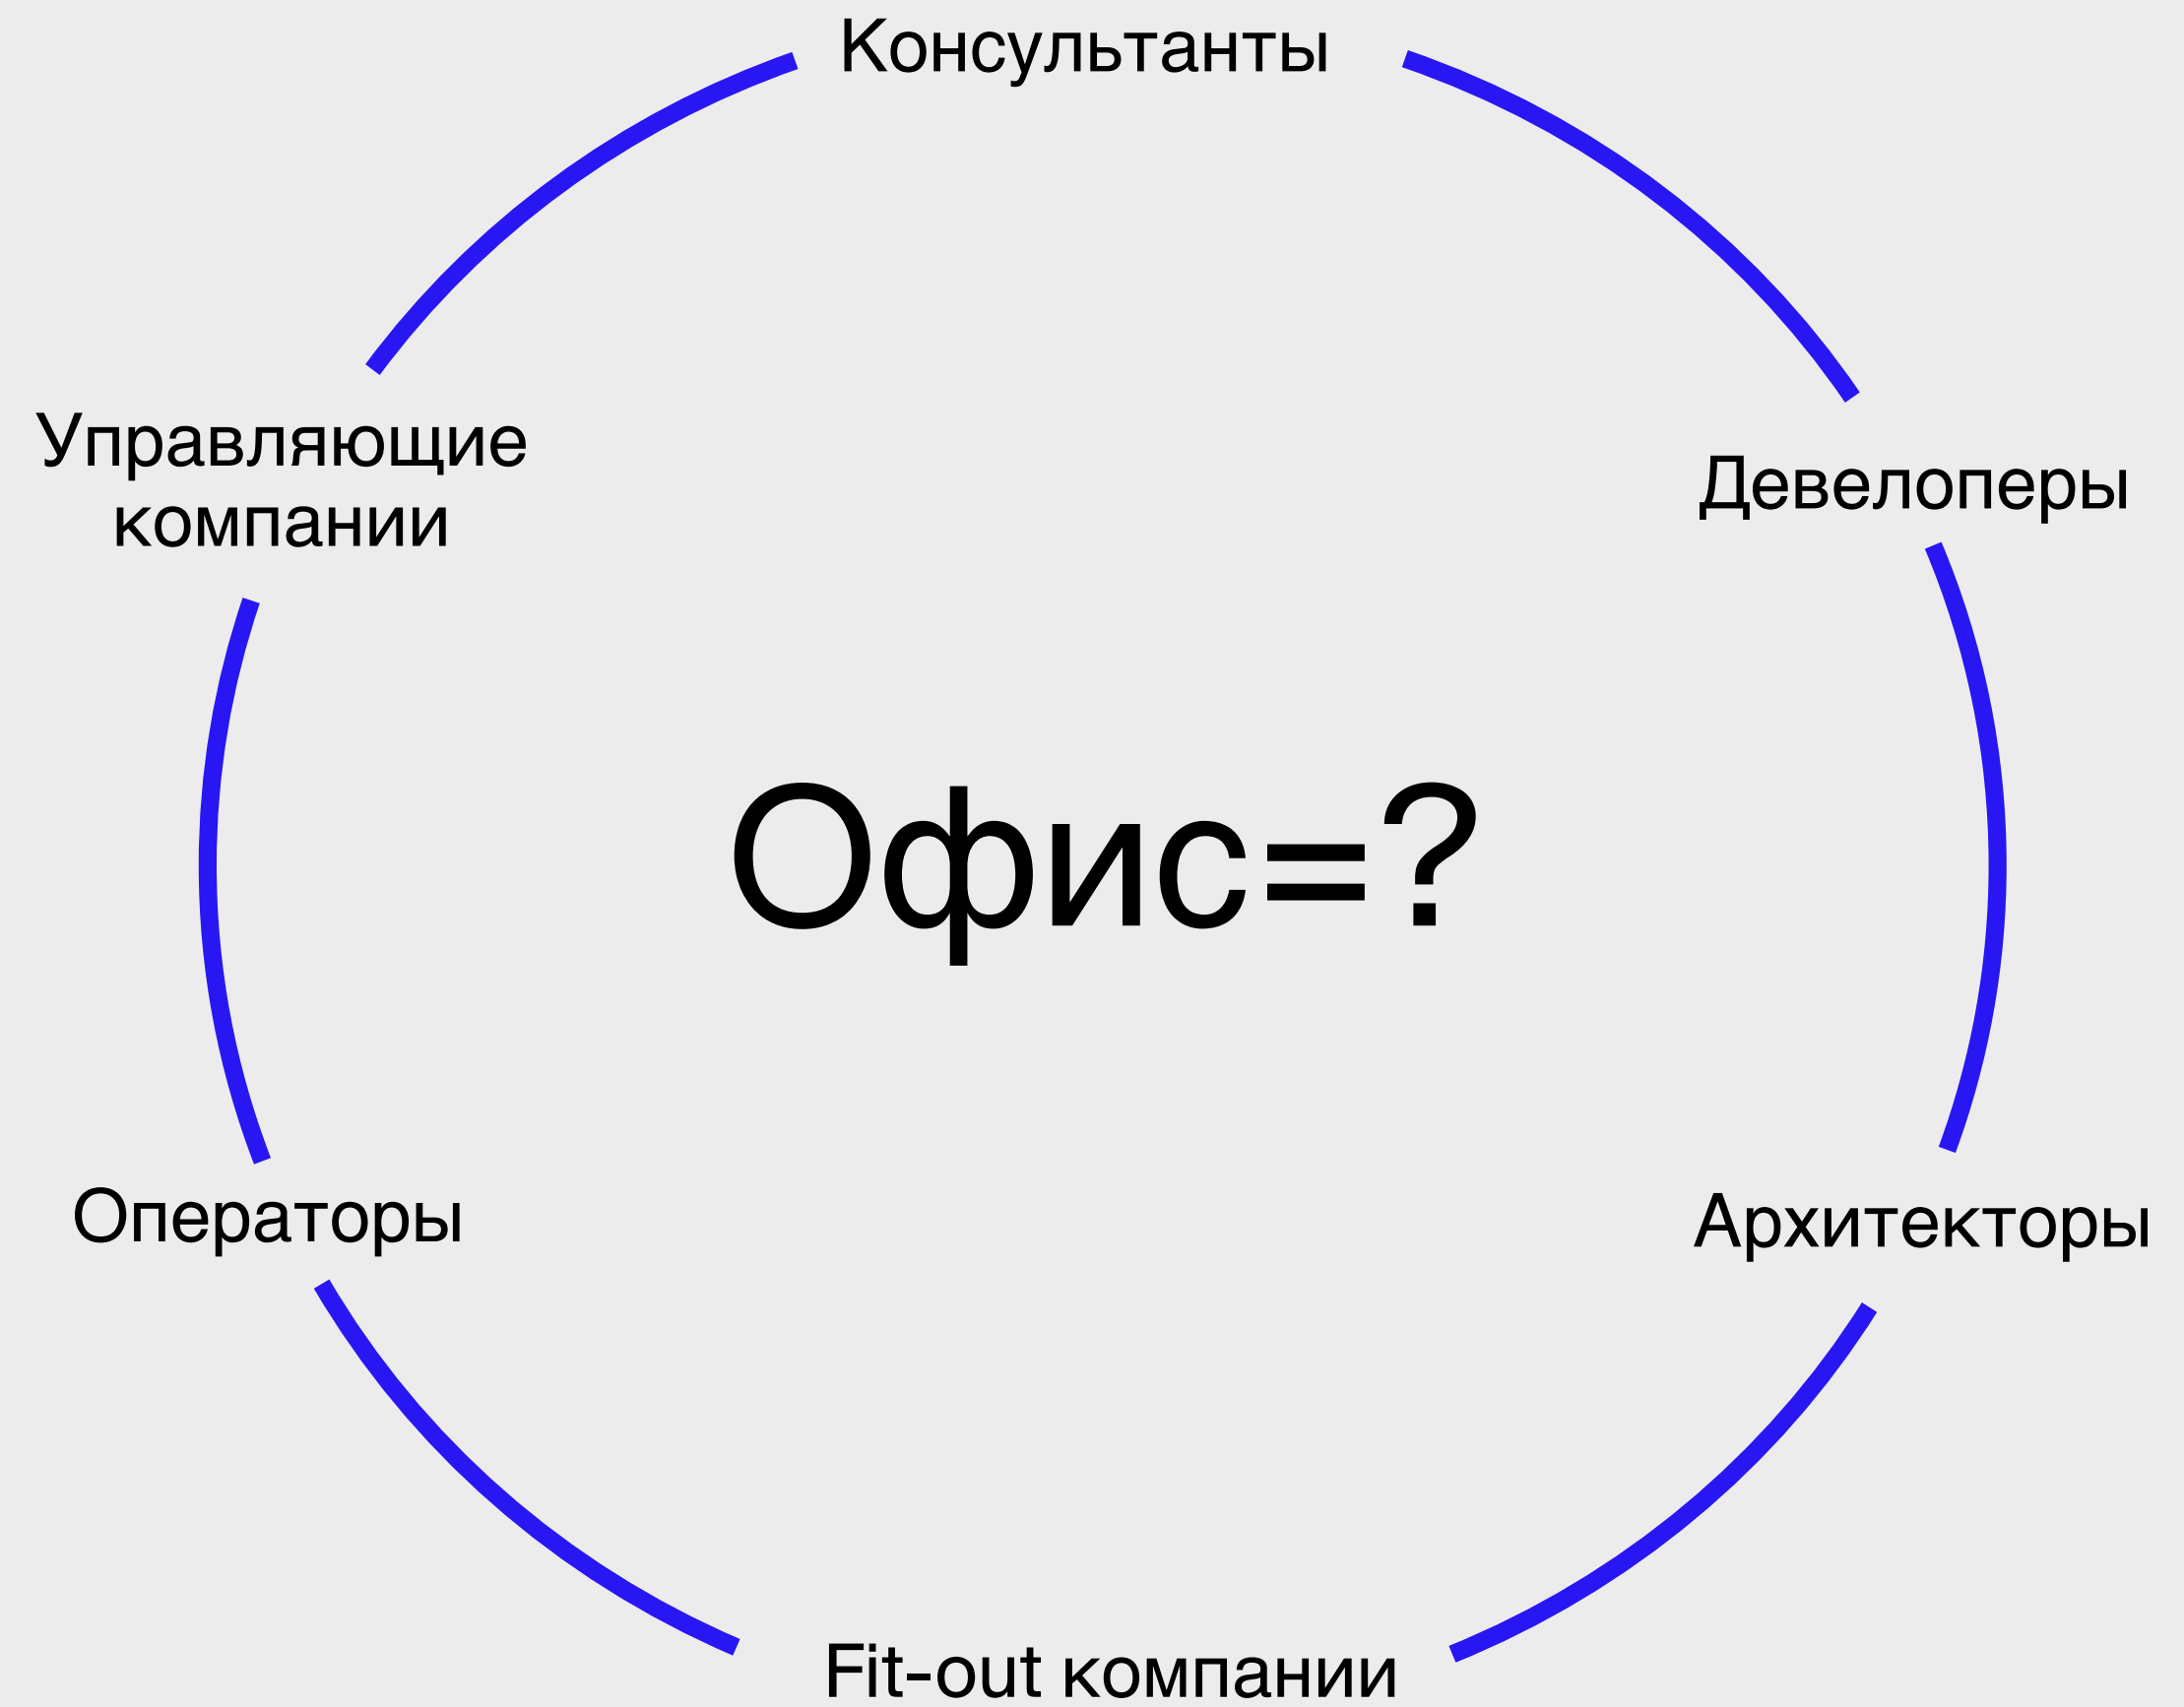 Консультанты
Управляющие
компании
Девелоперы
Офис=?
Операторы
Архитекторы
Fit-out компании